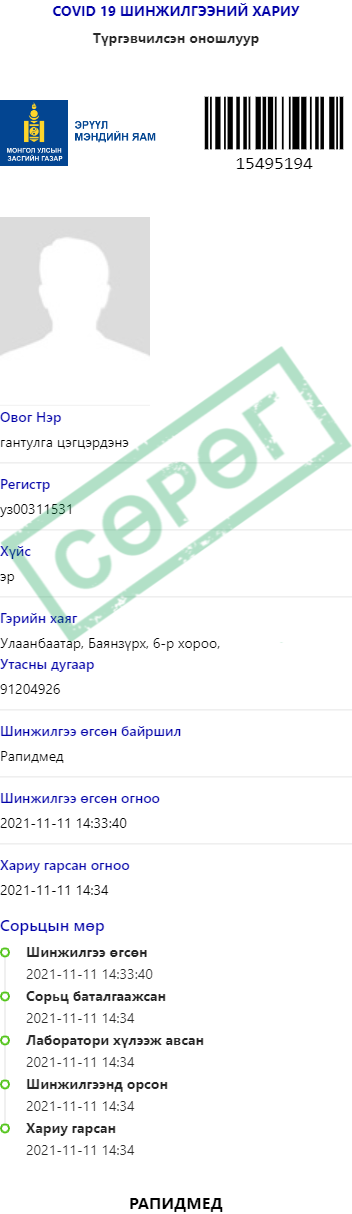 COVID 19 ШИНЖИЛГЭЭНИЙ ХАРИУ
Түргэвчилсэн оношлуур
МОНГОЛ УЛСЫН
ЗАСГИЙН ГАЗАР
ЭРҮҮЛ
МЭНДИЙН ЯАМ
15495194
СӨРӨГ
Овог Нэр
гантулга цэгцэрдэнэ
Регистр
уз00311531
Хүйс
эр
Гэрийн хаяг
Улаанбаатар, Баянзүрх, 6-р хороо,
Утасны дугаар
91204926
Шинжилгээ өгсөн байршил
Рапидмед
Шинжилгээ өгсөн огноо
2021-11-11 14:33:40
Хариу гарсан огноо
2021-11-11 14:34
Сорьцын мөр
Шинжилгээ өгсөн
2021-11-11 14:33:40
Сорьц баталгаажсан
2021-11-11 14:34
Лаборатори хүлээж авсан
2021-11-11 14:34
Шинжилгээнд орсон
2021-11-11 14:34
Хариу гарсан
2021-11-11 14:34
РАПИДМЕД